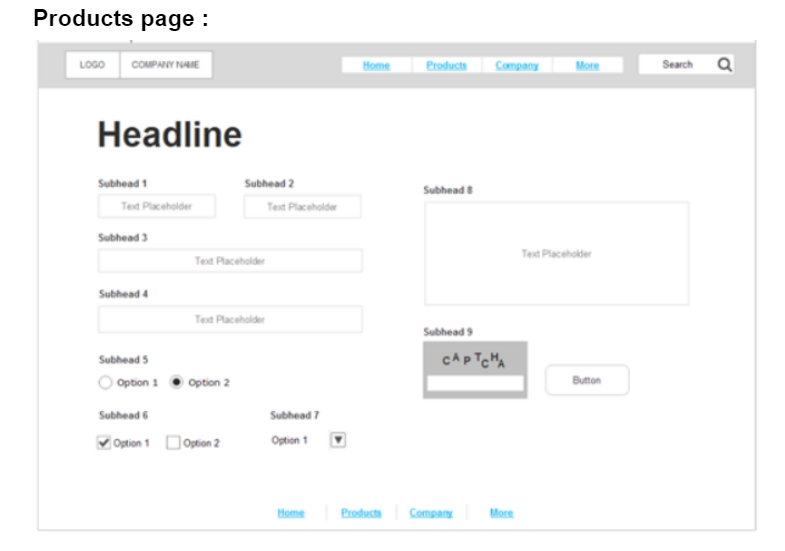 Products page :
LOGO COMPANY NAME Home Products Company More Search
Headline
Subhead 1 Subhead 2
Text Placeholder Text Placeholder
Subhead 3
Text Placeholder
Subhead 4
Text Placeholder
Subhead 5
Option 1 Option 2
Subhead 6 Subhead 7
Option 1 Option 2 Option 1
Subhead 8
Text Placeholder
Subhead 9
CAPTCHA
Button
Home Products Company More